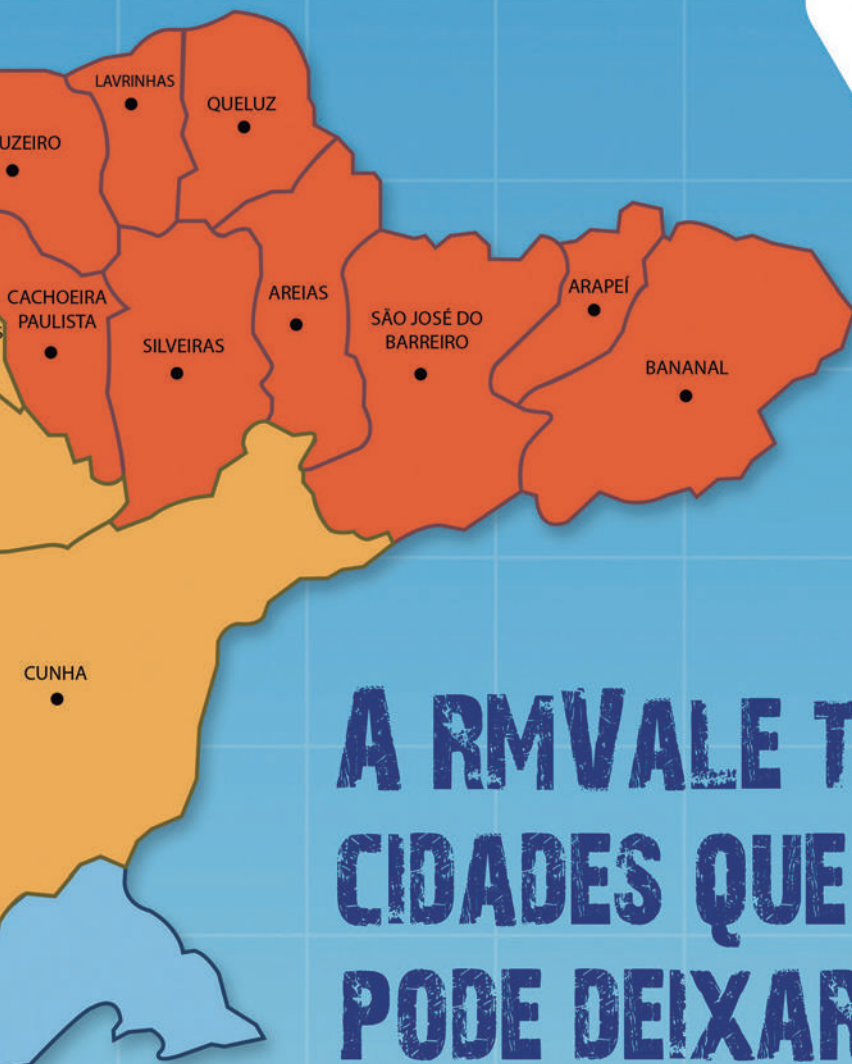 LAVRINHAS
QUELUZ
UZEIRO
CACHOEIRA
PAULISTA
SILVEIRAS
AREIAS
SÃO JOSÉ DO
BARREIRO
ARAPEÍ
BANANAL
CUNHA
A RMVALE T
CIDADES QUE
PODE DEIXAR